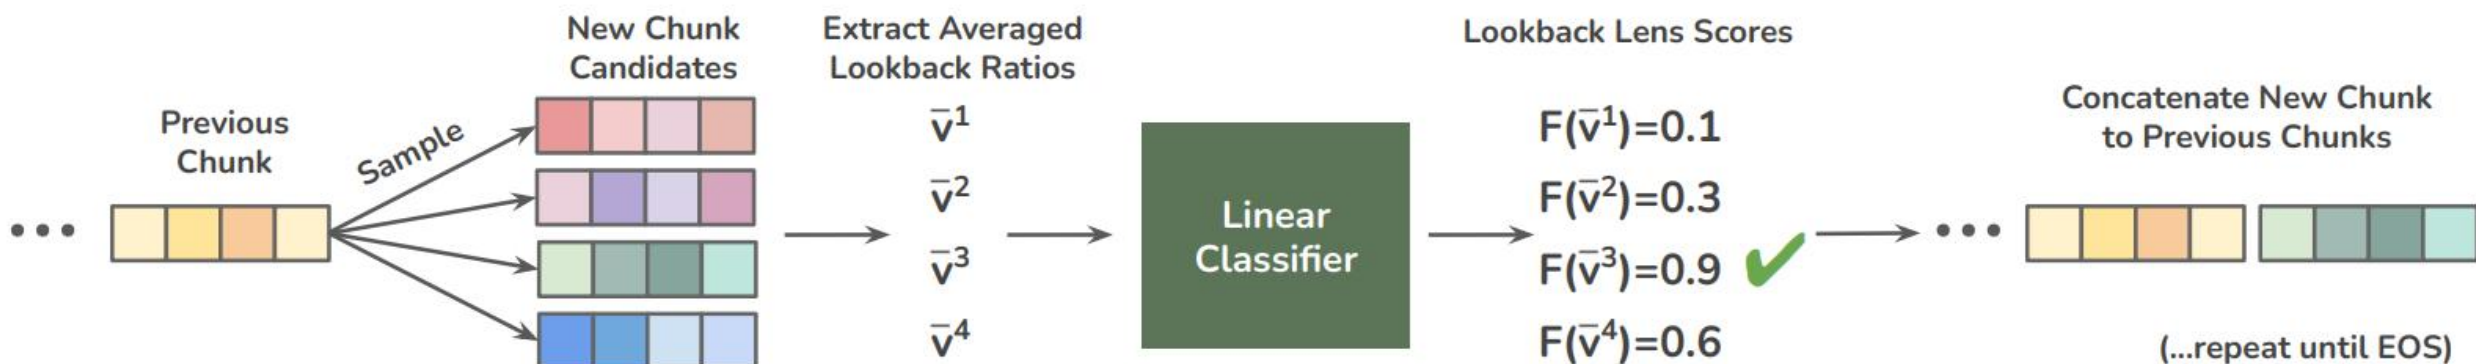 Previous
Chunk
Sample
New Chunk
Candidates
Extract Averaged
Lookback Ratios
v̅¹
v̅²
v̅³
v̅⁴
Linear
Classifier
Lookback Lens Scores
F(v̅¹)=0.1
F(v̅²)=0.3
F(v̅³)=0.9
F(v̅⁴)=0.6
Concatenate New Chunk
to Previous Chunks
(...repeat until EOS)